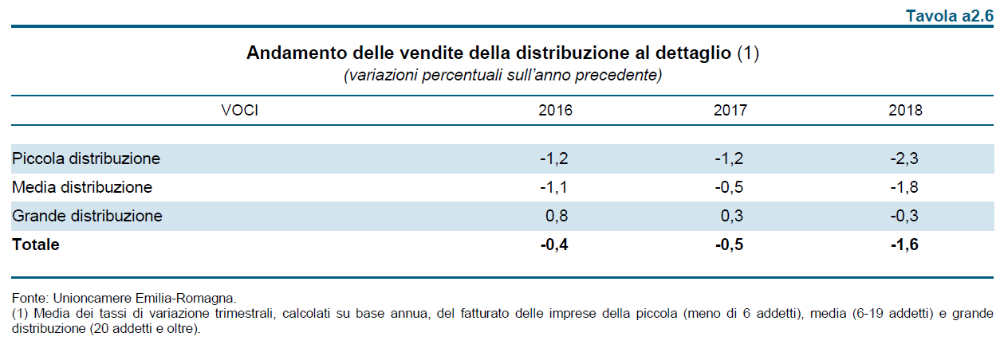 Tavola a2.6
Andamento delle vendite della distribuzione al dettaglio (1)
(variazioni percentuali sull'anno precedente)
VOCI 2016 2017 2018
Piccola distribuzione -1,2 -1,2 -2,3
Media distribuzione -1,1 -0,5 -1,8
Grande distribuzione 0,8 0,3 -0,3
Totale -0,4 -0,5 -1,6
Fonte: Unioncamere Emilia-Romagna.
(1) Media dei tassi di variazione trimestrali, calcolati su base annua, del fatturato delle imprese della piccola (meno di 6 addetti), media (6-19 addetti) e grande
distribuzione (20 addetti e oltre).